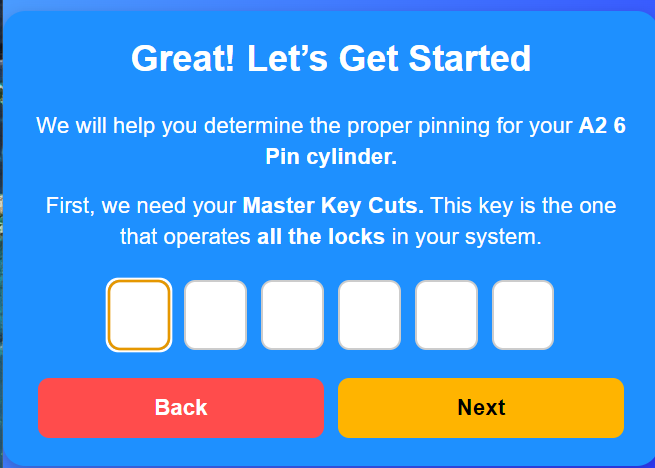 Great! Let’s Get Started
We will help you determine the proper pinning for your A2 6
Pin cylinder.
First, we need your Master Key Cuts. This key is the one
that operates all the locks in your system.
Back
Next